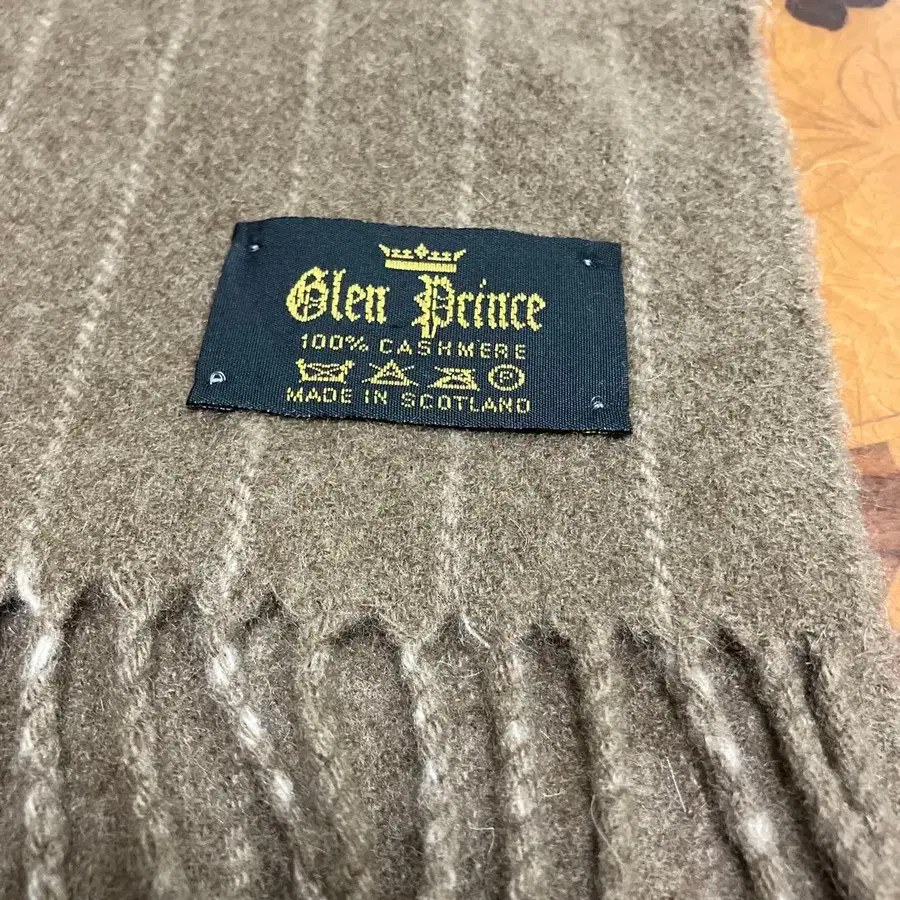 Glen Prince
100% CASHMERE
MADE IN SCOTLAND